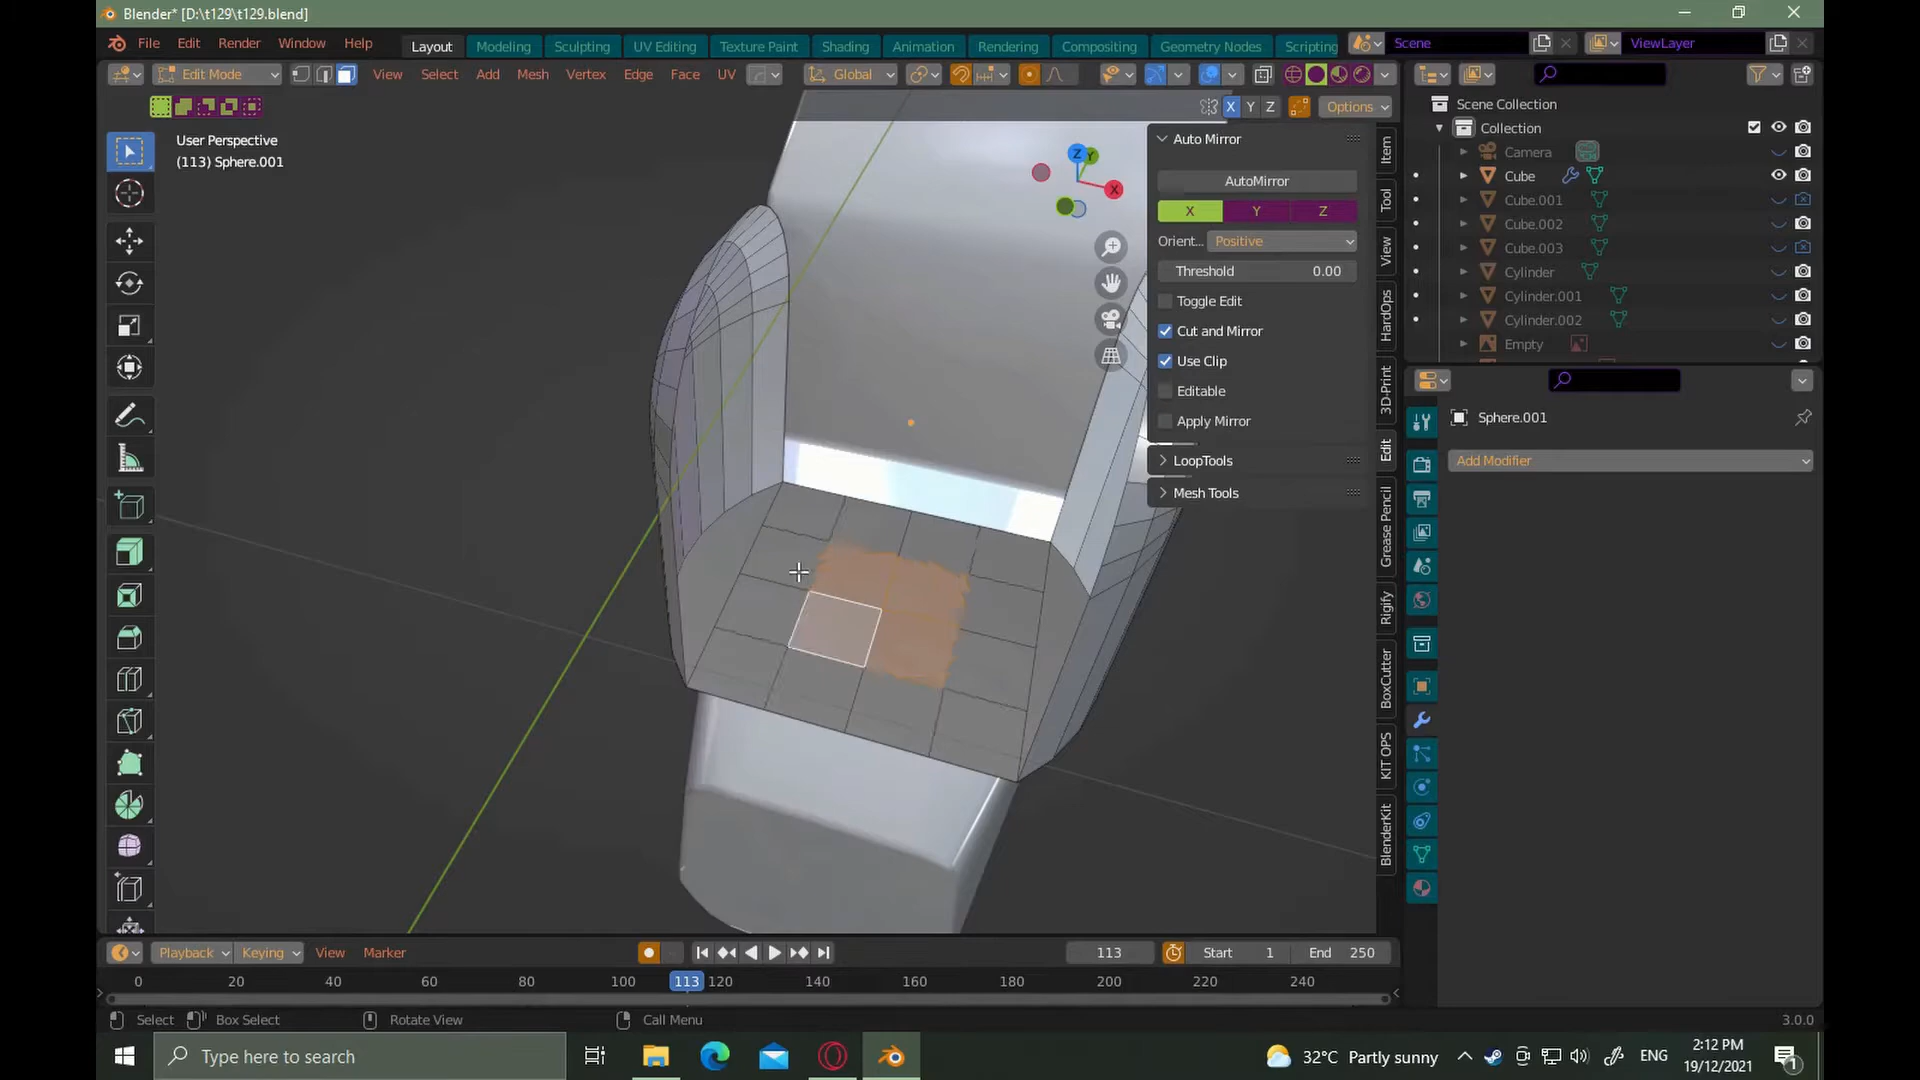 Blender* [D:\t129\t129.blend]
File Edit Render Window Help Layout Modeling Sculpting UV Editing Texture Paint Shading Animation Rendering Compositing Geometry Nodes Scripting Scene ViewLayer
Edit Mode View Select Add Mesh Vertex Edge Face UV Global
X Y Z Options
User Perspective
(113) Sphere.001
Auto Mirror
AutoMirror
X Y Z
Orient... Positive
Threshold 0.00
Toggle Edit
Cut and Mirror
Use Clip
Editable
Apply Mirror
LoopTools
Mesh Tools
Z Y
X
Item
Tool
View
HardOps
3D-Print
Edit
Grease Pencil
Rigify
BoxCutter
KIT OPS
BlenderKit
Scene Collection
Collection
Camera
Cube
Cube.001
Cube.002
Cube.003
Cylinder
Cylinder.001
Cylinder.002
Empty
Sphere.001
Add Modifier
Playback Keying View Marker 113 Start 1 End 250
0 20 40 60 80 100 113 120 140 160 180 200 220 240
Select Box Select Rotate View Call Menu 3.0.0
Type here to search 32°C Partly sunny ENG 2:12 PM
19/12/2021 1